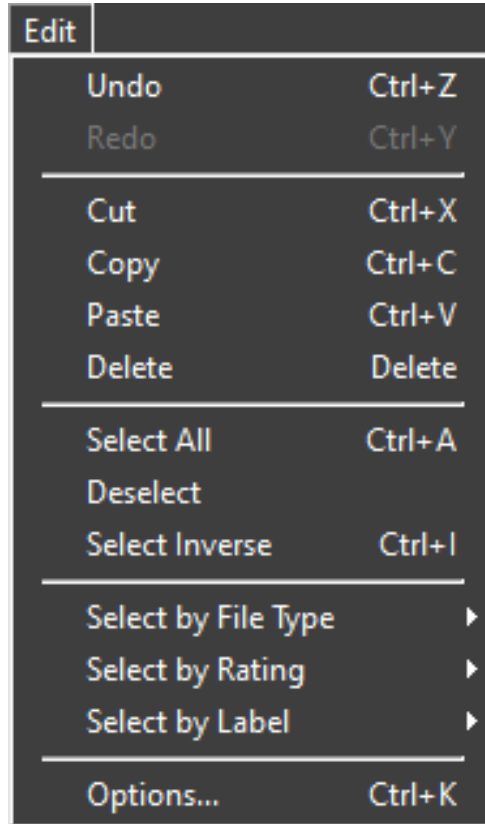 Edit
Undo Ctrl+Z
Redo Ctrl+Y
Cut Ctrl+X
Copy Ctrl+C
Paste Ctrl+V
Delete Delete
Select All Ctrl+A
Deselect
Select Inverse Ctrl+I
Select by File Type
Select by Rating
Select by Label
Options... Ctrl+K